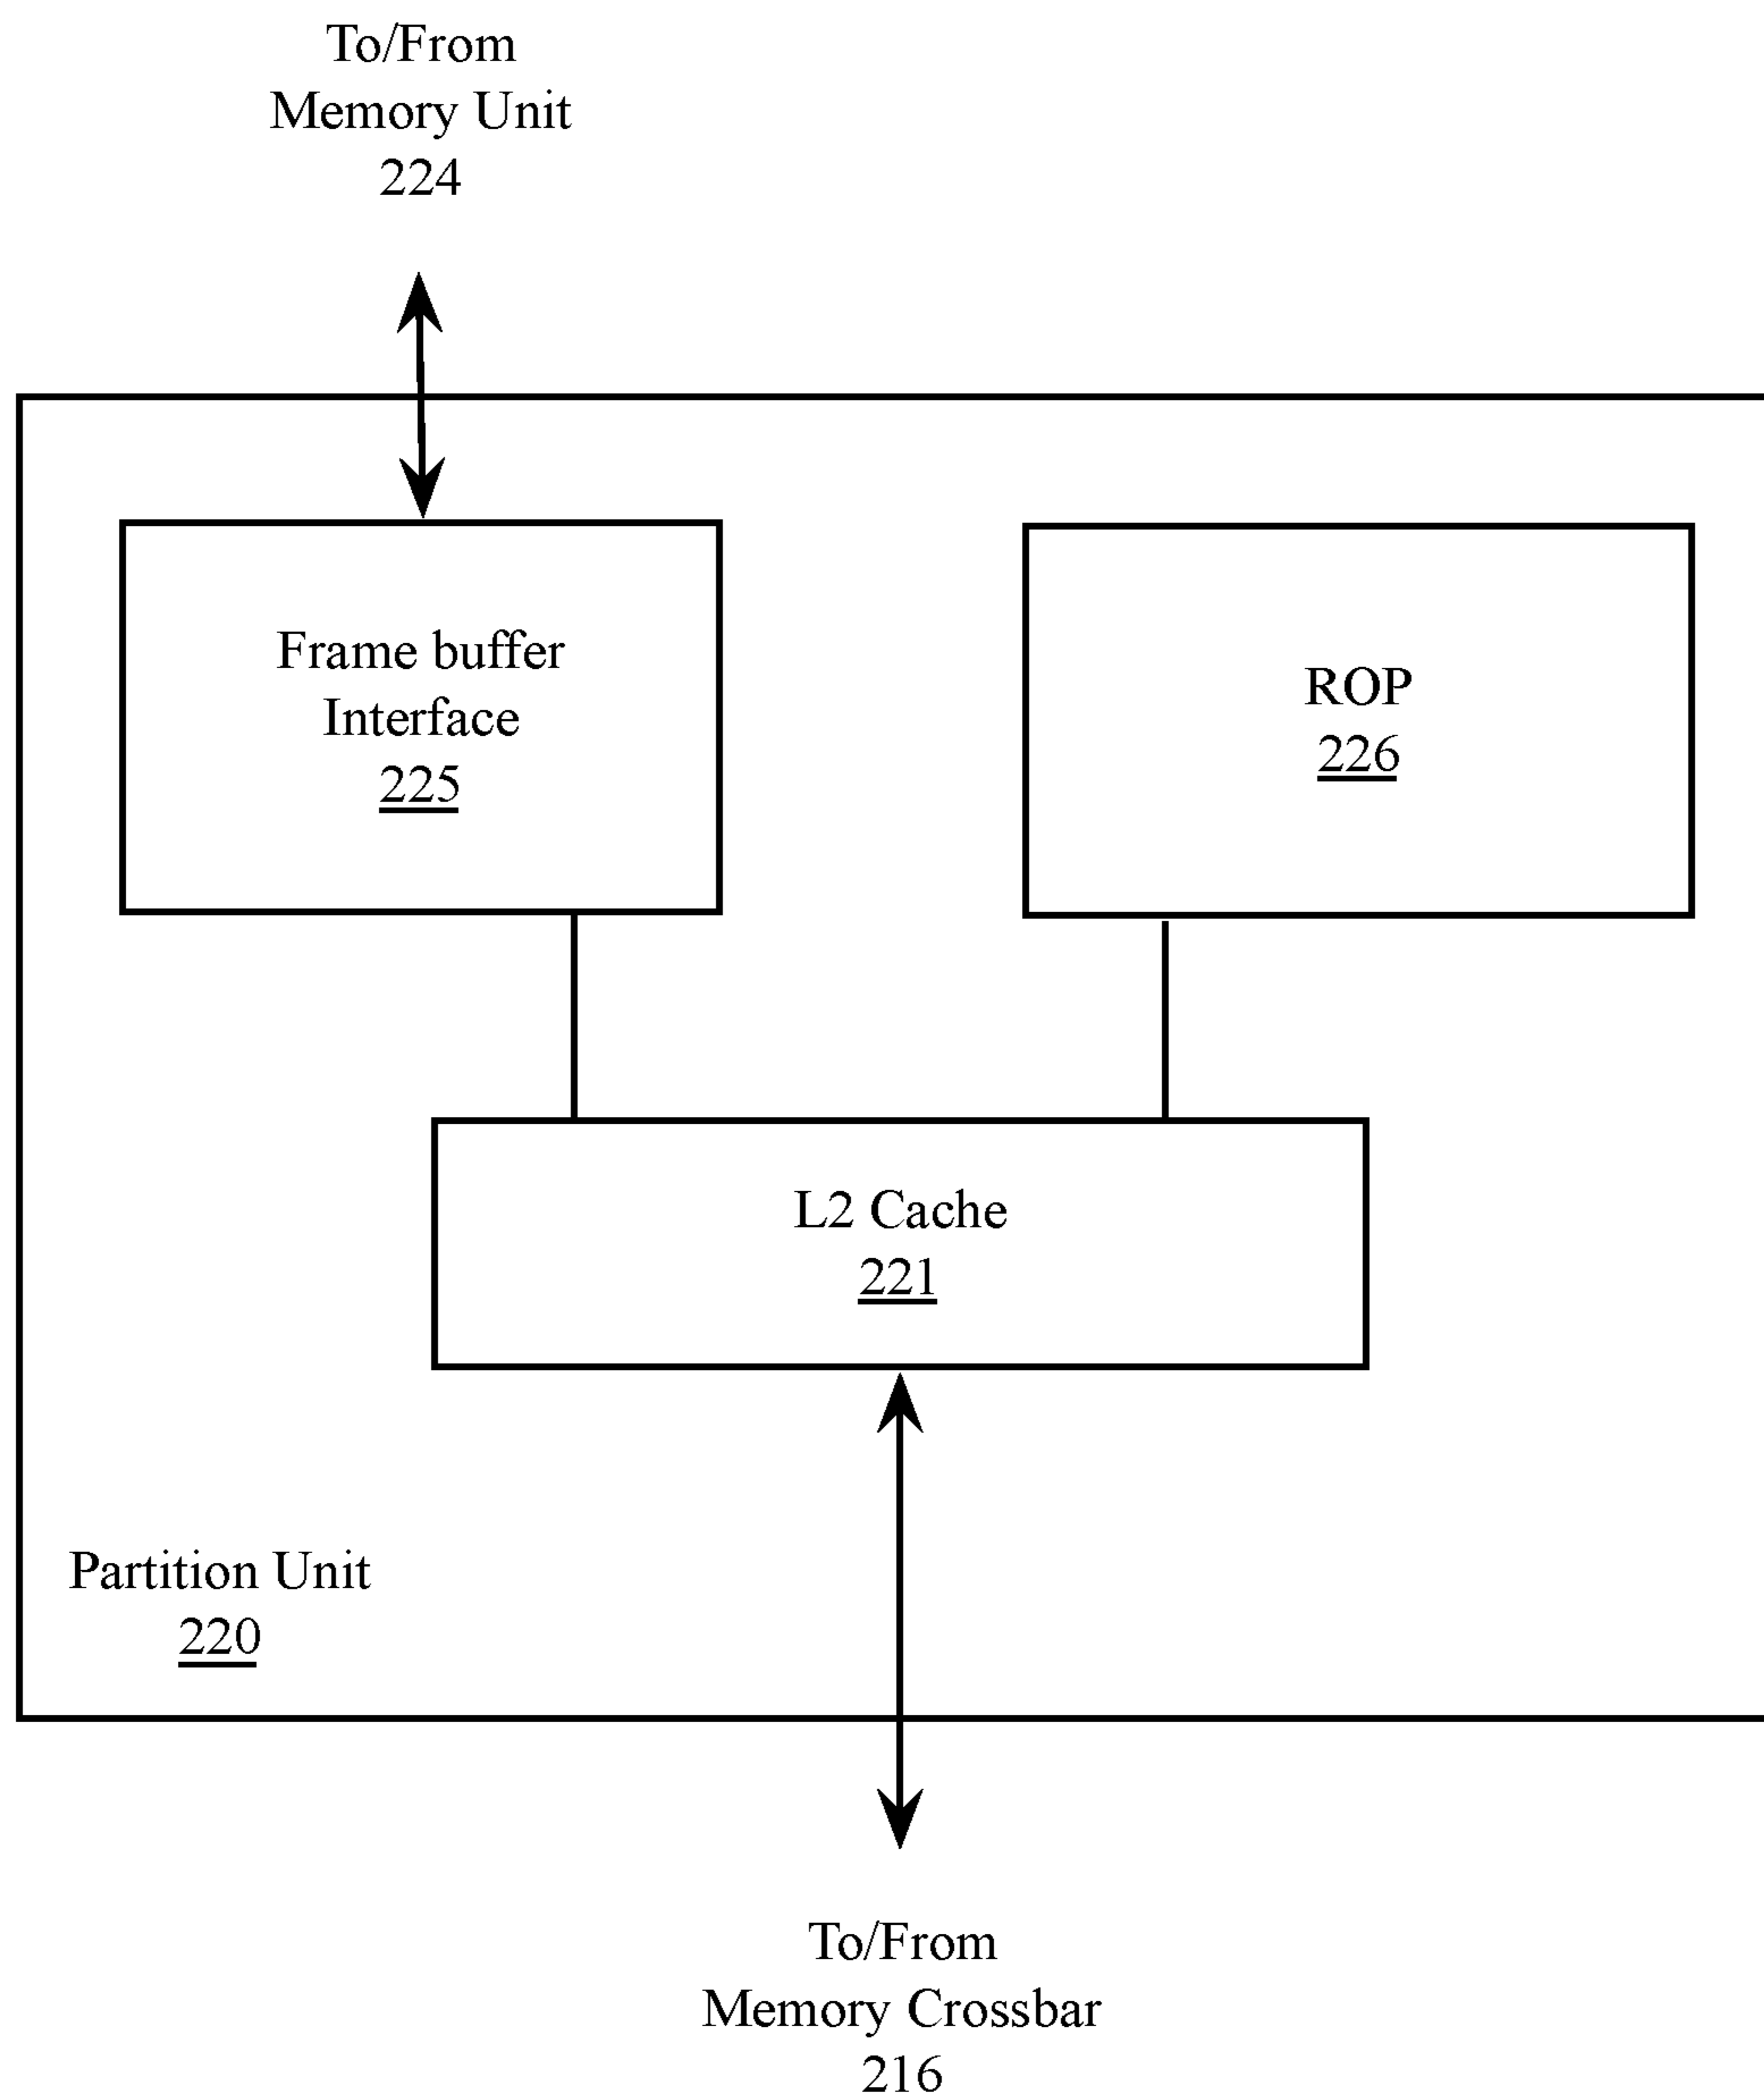 To/From
Memory Unit
224
Frame buffer
Interface
225
ROP
226
L2 Cache
221
Partition Unit
220
To/From
Memory Crossbar
216